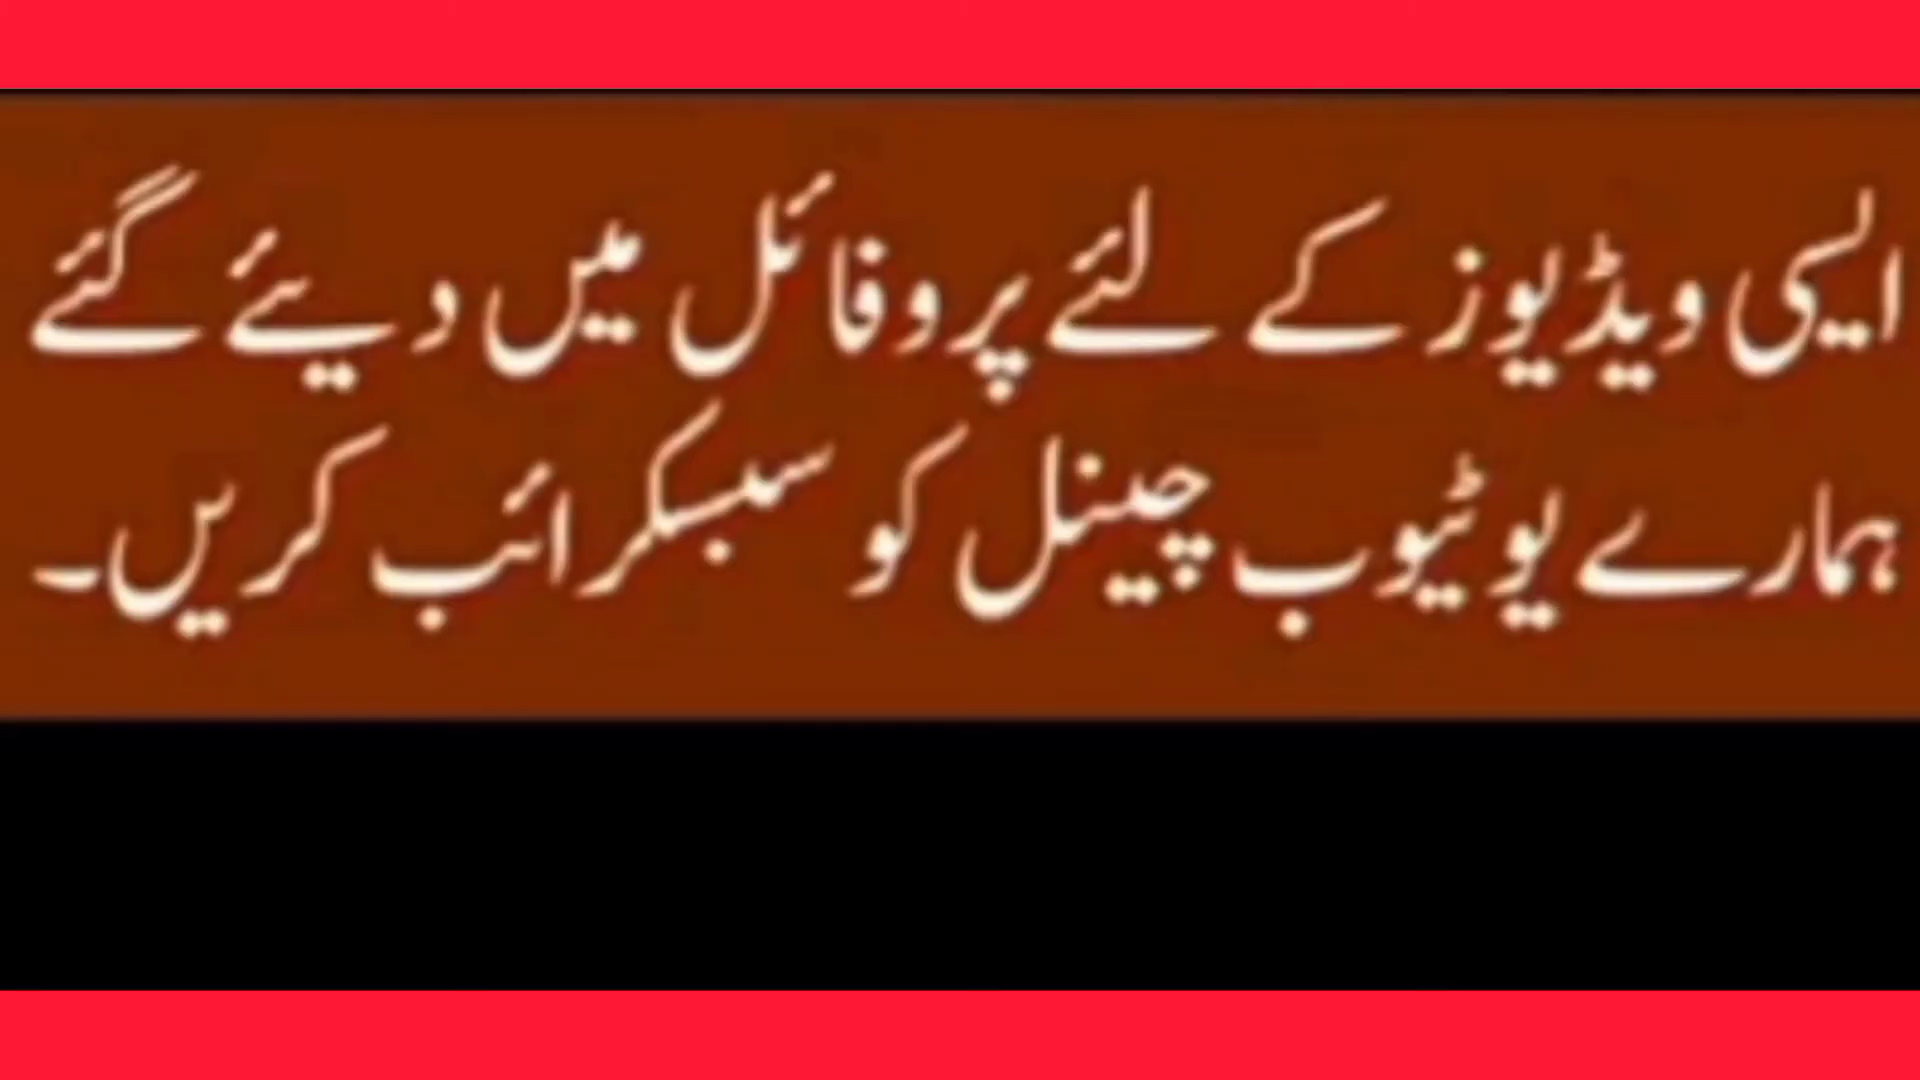 ایسی ویڈیوز کے لئے پروفائل میں دیئے گئے
ہمارے یوٹیوب چینل کو سبسکرائب کریں۔